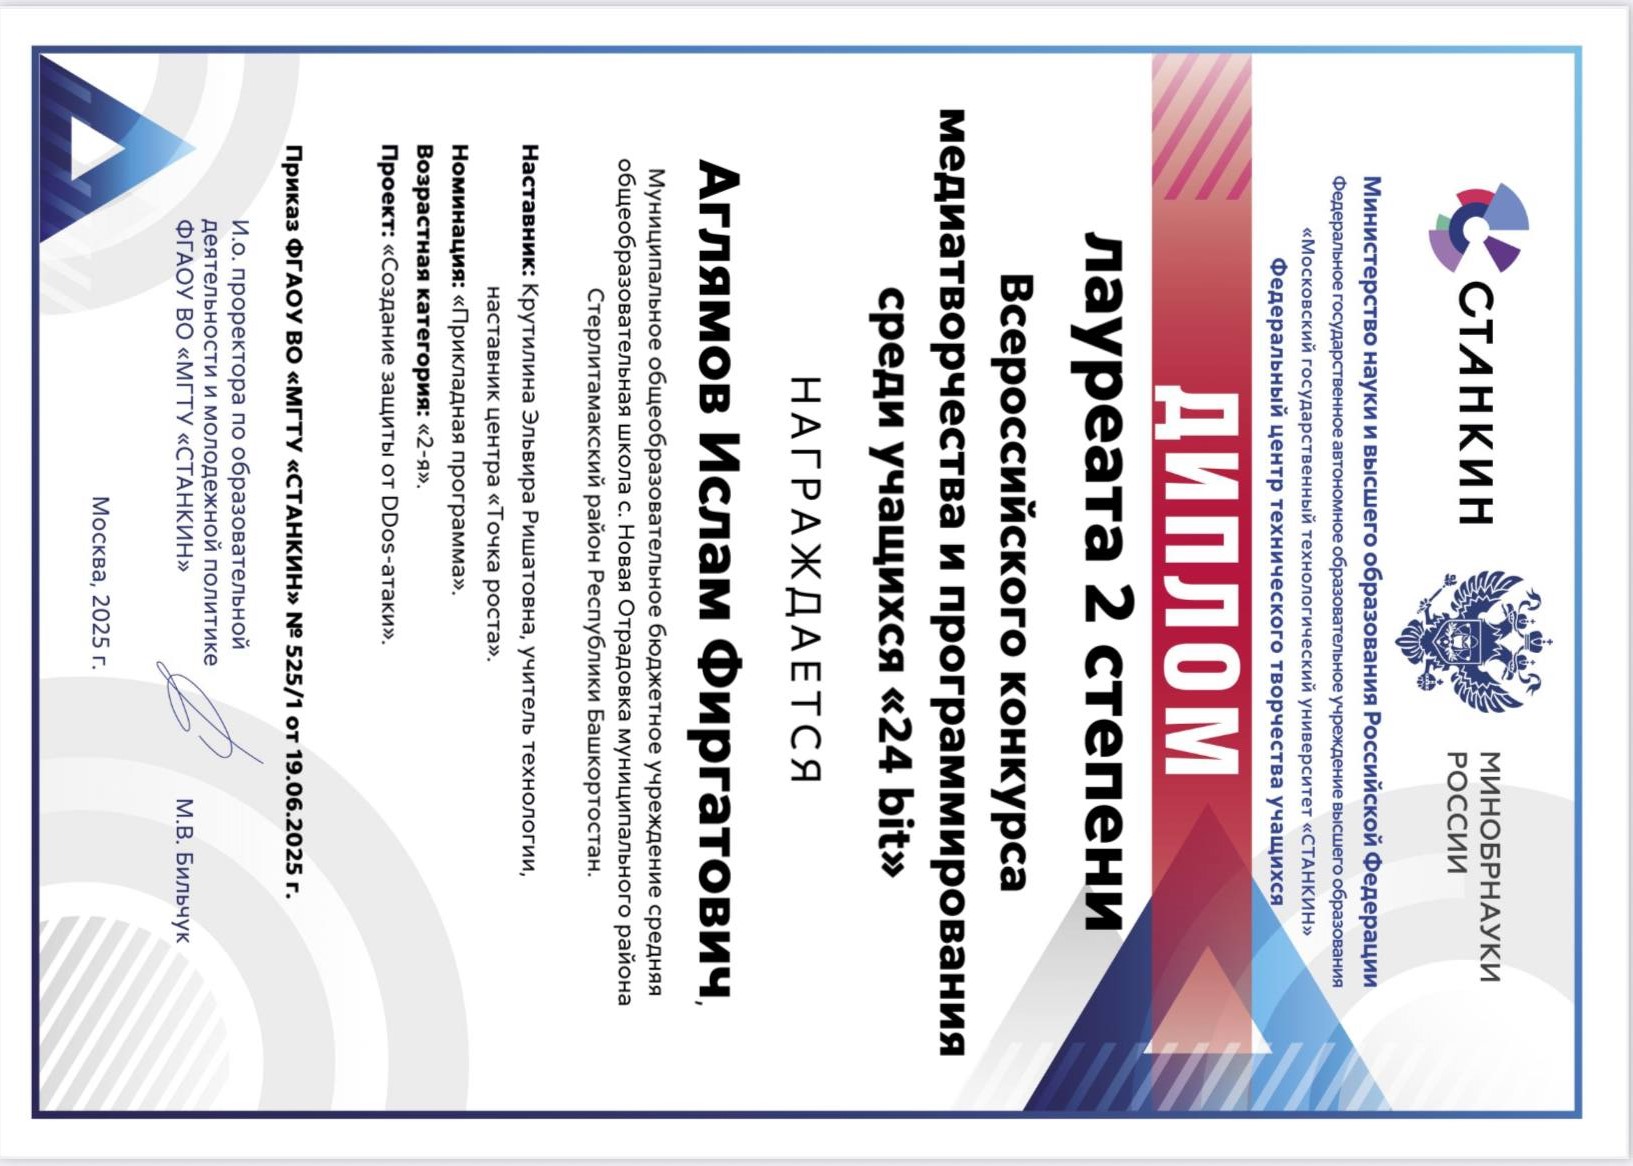 СТАНКИН
МИНОБРНАУКИ
РОССИИ
Министерство науки и высшего образования Российской Федерации
Федеральное государственное автономное образовательное учреждение высшего образования
«Московский государственный технологический университет «СТАНКИН»
Федеральный центр технического творчества учащихся
ДИПЛОМ
лауреата 2 степени
Всероссийского конкурса
медиатворчества и программирования
среди учащихся «24 bit»
НАГРАЖДАЕТСЯ
Аглямов Ислам Фиргатович,
Муниципальное общеобразовательное бюджетное учреждение средняя
общеобразовательная школа с. Новая Отрадовка муниципального района
Стерлитамакский район Республики Башкортостан.
Наставник: Крутилина Эльвира Ришатовна, учитель технологии,
наставник центра «Точка роста».
Номинация: «Прикладная программа».
Возрастная категория: «2-я».
Проект: «Создание защиты от DDos-атаки».
Приказ ФГАОУ ВО «МГТУ «СТАНКИН» № 525/1 от 19.06.2025 г.
И.о. проректора по образовательной
деятельности и молодежной политике
ФГАОУ ВО «МГТУ «СТАНКИН»
М.В. Бильчук
Москва, 2025 г.